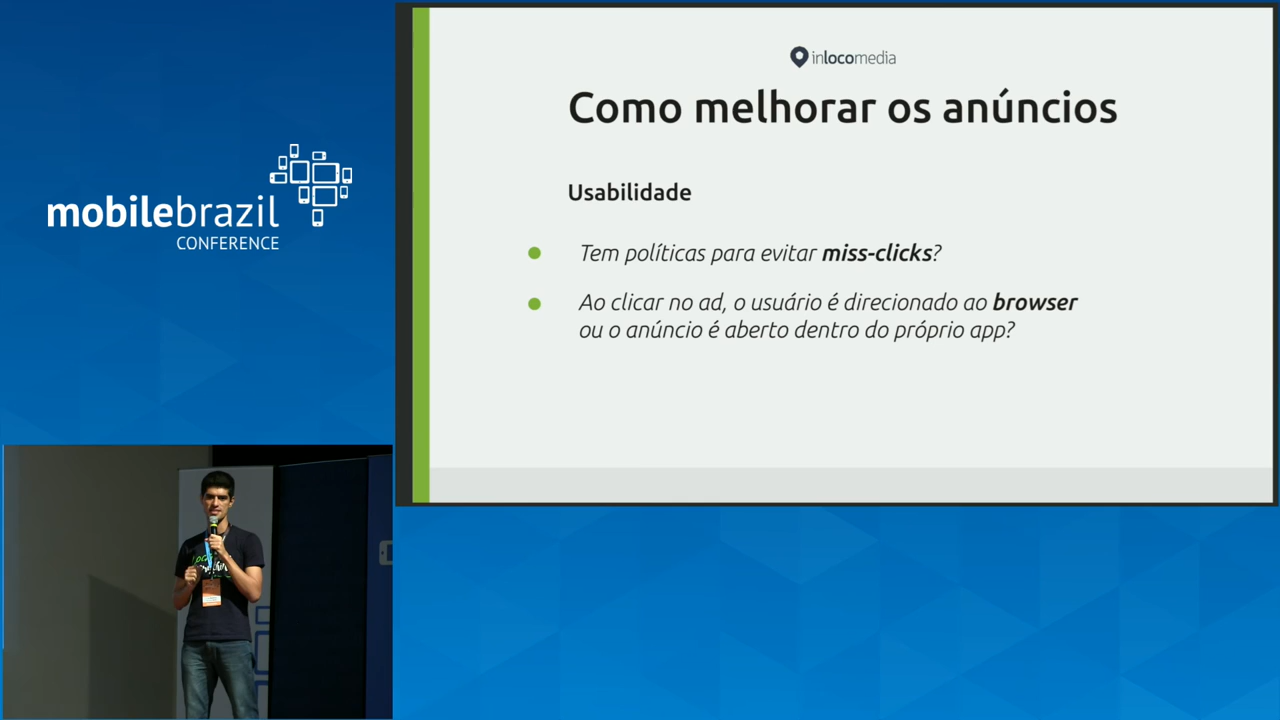 inlocomedia
Como melhorar os anúncios
Usabilidade
Tem políticas para evitar miss-clicks?
Ao clicar no ad, o usuário é direcionado ao browser
ou o anúncio é aberto dentro do próprio app?
mobilebrazil
CONFERENCE